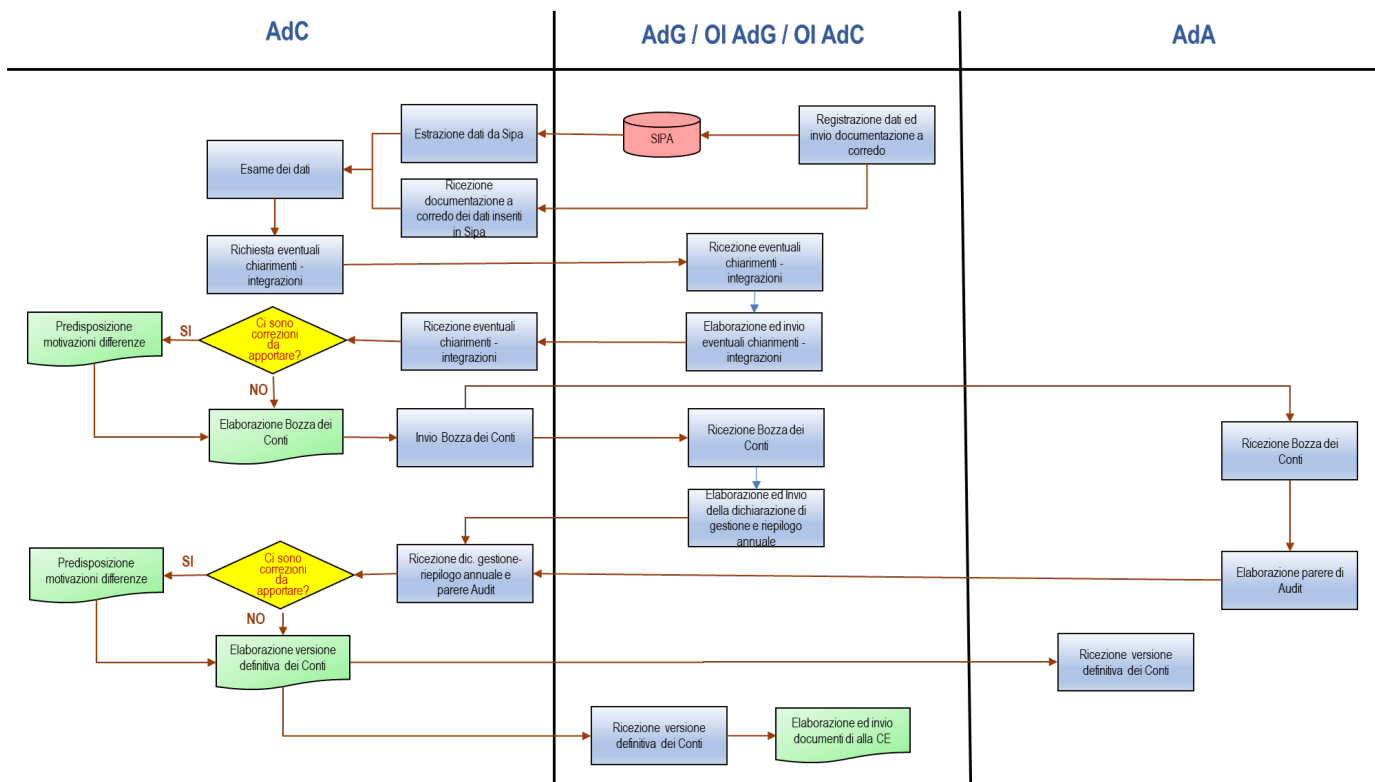 AdC
AdG / OI AdG / OI AdC
AdA
Estrazione dati da Sipa
SIPA
Registrazione dati ed
invio documentazione a
corredo
Esame dei dati
Ricezione
documentazione a
corredo dei dati inseriti
in Sipa
Richiesta eventuali
chiarimenti -
integrazioni
Ricezione eventuali
chiarimenti -
integrazioni
Predisposizione
motivazioni differenze
SI
Ci sono
correzioni
da
apportare?
Ricezione eventuali
chiarimenti -
integrazioni
Elaborazione ed invio
eventuali chiarimenti -
integrazioni
NO
Elaborazione Bozza dei
Conti
Invio Bozza dei Conti
Ricezione Bozza dei
Conti
Ricezione Bozza dei
Conti
Elaborazione ed Invio
della dichiarazione di
gestione e riepilogo
annuale
Predisposizione
motivazioni differenze
SI
Ci sono
correzioni
da
apportare?
Ricezione dic. gestione-
riepilogo annuale e
parere Audit
Elaborazione parere di
Audit
NO
Elaborazione versione
definitiva dei Conti
Ricezione versione
definitiva dei Conti
Ricezione versione
definitiva dei Conti
Elaborazione ed invio
documenti di alla CE